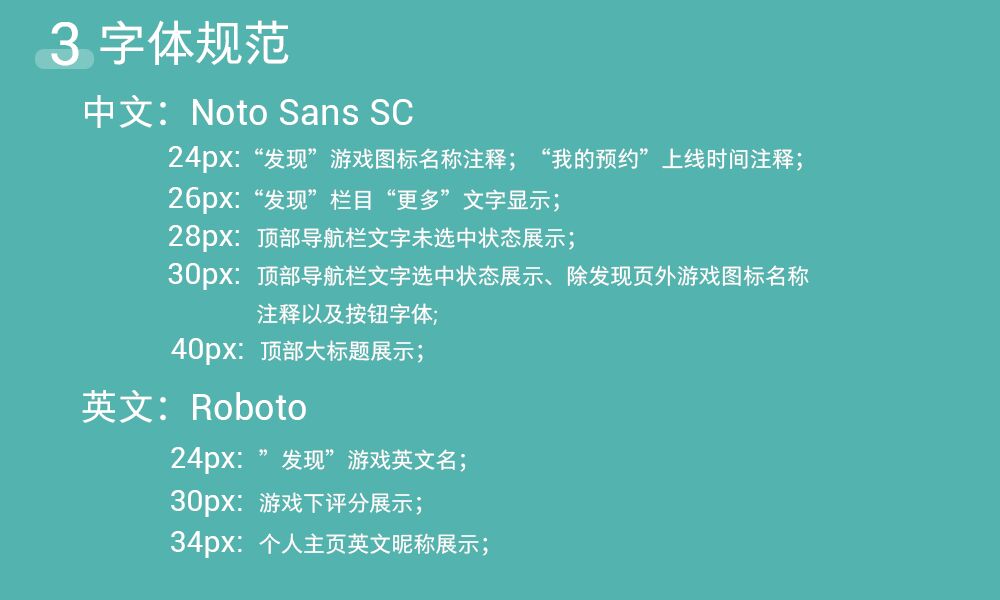 3 字体规范
中文：Noto Sans SC
24px: “发现”游戏图标名称注释；“我的预约”上线时间注释；
26px: “发现”栏目“更多”文字显示；
28px: 顶部导航栏文字未选中状态展示；
30px: 顶部导航栏文字选中状态展示、除发现页外游戏图标名称
注释以及按钮字体;
40px: 顶部大标题展示；
英文：Roboto
24px: ”发现”游戏英文名；
30px: 游戏下评分展示；
34px: 个人主页英文昵称展示；